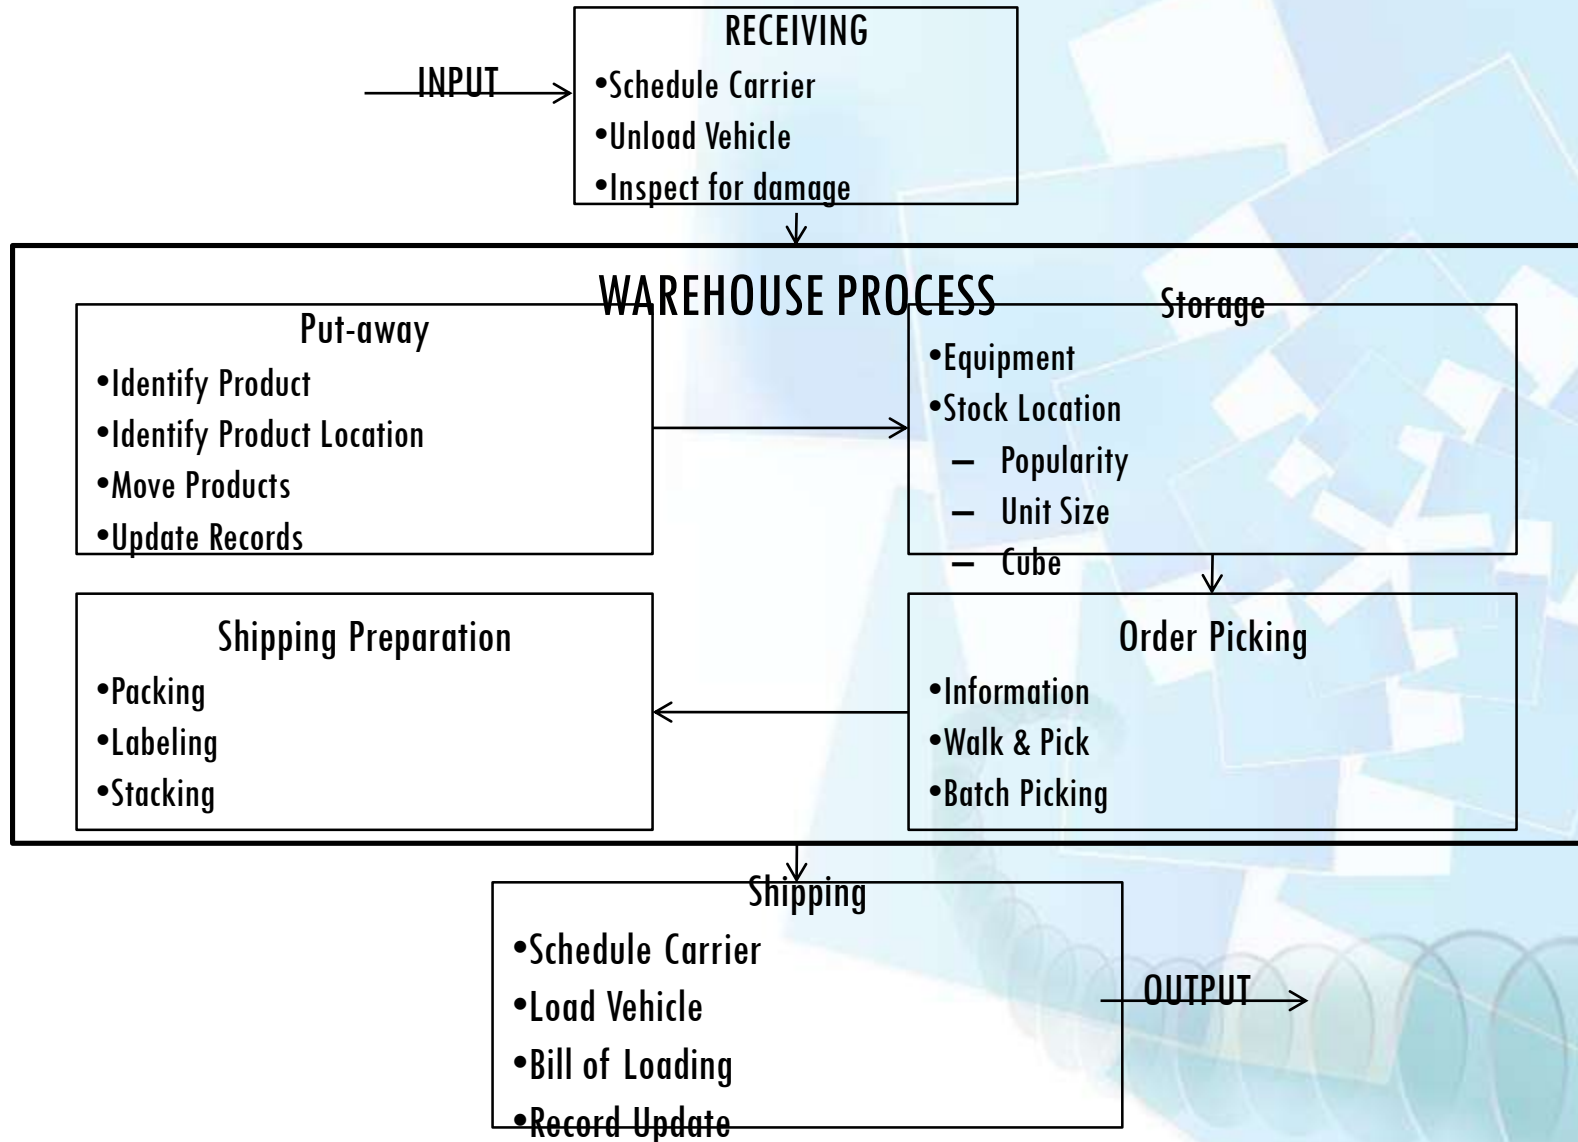 RECEIVING
INPUT
•Schedule Carrier
•Unload Vehicle
•Inspect for damage
WAREHOUSE PROCESS
Put-away
•Identify Product
•Identify Product Location
•Move Products
•Update Records
Storage
•Equipment
•Stock Location
– Popularity
– Unit Size
– Cube
Order Picking
•Information
•Walk & Pick
•Batch Picking
Shipping Preparation
•Packing
•Labeling
•Stacking
Shipping
•Schedule Carrier
•Load Vehicle
•Bill of Loading
•Record Update
OUTPUT